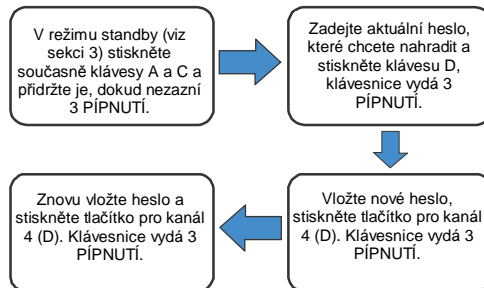 V režimu standby (viz
sekci 3) stiskněte
současně klávesy A a C a
přidržte je, dokud nezazní
3 PÍPNUTÍ.
Zadejte aktuální heslo,
které chcete nahradit a
stiskněte klávesu D,
klávesnice vydá 3
PÍPNUTÍ.
Vložte nové heslo,
stiskněte tlačítko pro kanál
4 (D). Klávesnice vydá 3
PÍPNUTÍ.
Znovu vložte heslo a
stiskněte tlačítko pro kanál
4 (D). Klávesnice vydá 3
PÍPNUTÍ.